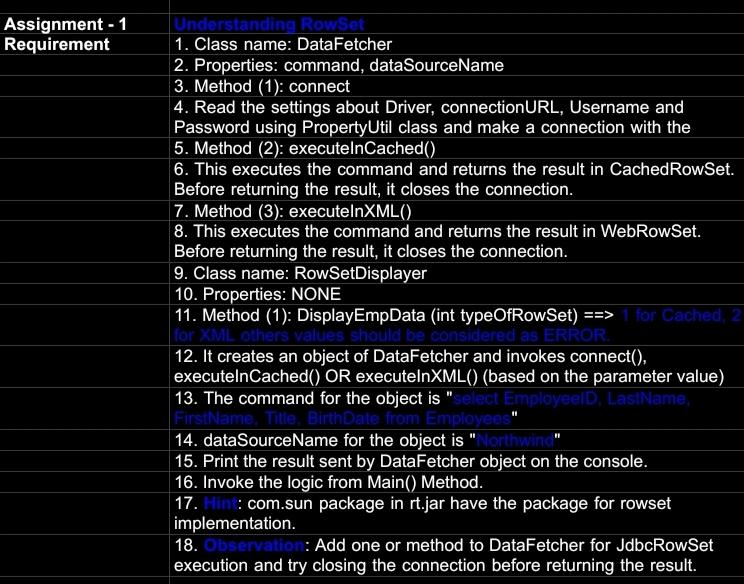 Assignment - 1 Understanding RowSet
Requirement 1. Class name: DataFetcher
2. Properties: command, dataSourceName
3. Method (1): connect
4. Read the settings about Driver, connectionURL, Username and
Password using PropertyUtil class and make a connection with the
5. Method (2): executeInCached()
6. This executes the command and returns the result in CachedRowSet.
Before returning the result, it closes the connection.
7. Method (3): executeInXML()
8. This executes the command and returns the result in WebRowSet.
Before returning the result, it closes the connection.
9. Class name: RowSetDisplayer
10. Properties: NONE
11. Method (1): DisplayEmpData (int typeOfRowSet) ==> 1 for Cached, 2
for XML others values should be considered as ERROR.
12. It creates an object of DataFetcher and invokes connect(),
executeInCached() OR executeInXML() (based on the parameter value)
13. The command for the object is "select EmployeeID, LastName,
FirstName, Title, BirthDate from Employees"
14. dataSourceName for the object is "Northwind"
15. Print the result sent by DataFetcher object on the console.
16. Invoke the logic from Main() Method.
17. Hint: com.sun package in rt.jar have the package for rowset
implementation.
18. Observation: Add one or method to DataFetcher for JdbcRowSet
execution and try closing the connection before returning the result.